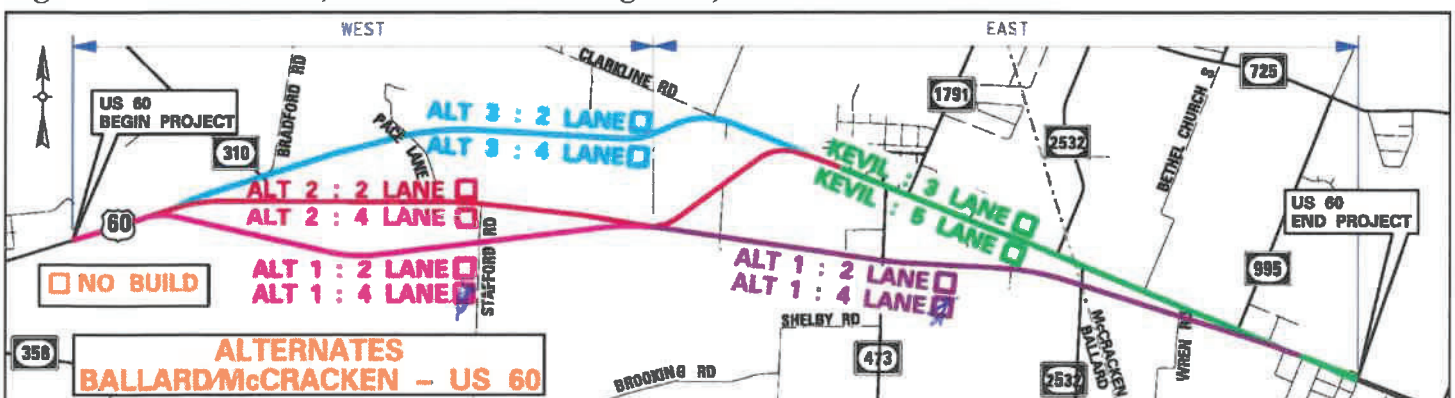 WEST
EAST
CLARKLINE RD
BRADFORD RD
725
1791
US 60
BEGIN PROJECT
ALT 3 : 2 LANE
PACE LANE
2532
BETHEL CHURCH
310
ALT 3 : 4 LANE
KEVIL : 3 LANE
KEVIL : 5 LANE
ALT 2 : 2 LANE
ALT 2 : 4 LANE
US 60
END PROJECT
60
STAFFORD RD
ALT 1 : 2 LANE
ALT 1 : 4 LANE
ALT 1 : 2 LANE
ALT 1 : 4 LANE
995
NO BUILD
SHELBY RD
McCRACKEN
BALLARD
WREN RD
358
ALTERNATES
BALLARD/McCRACKEN - US 60
473
BROOKING RD
2532